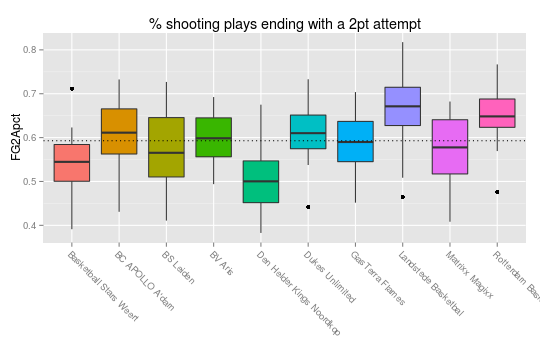 % shooting plays ending with a 2pt attempt
FG2Apct
0.8
0.7
0.6
0.5
0.4
Basketball Stars Weert
BC APOLLO A'dam
BS Leiden
BV Aris
Den Helder Kings Noordkop
Dukes Unlimited
GasTerra Flames
Landstede Basketbal
Matrixx Magixx
Rotterdam Bas